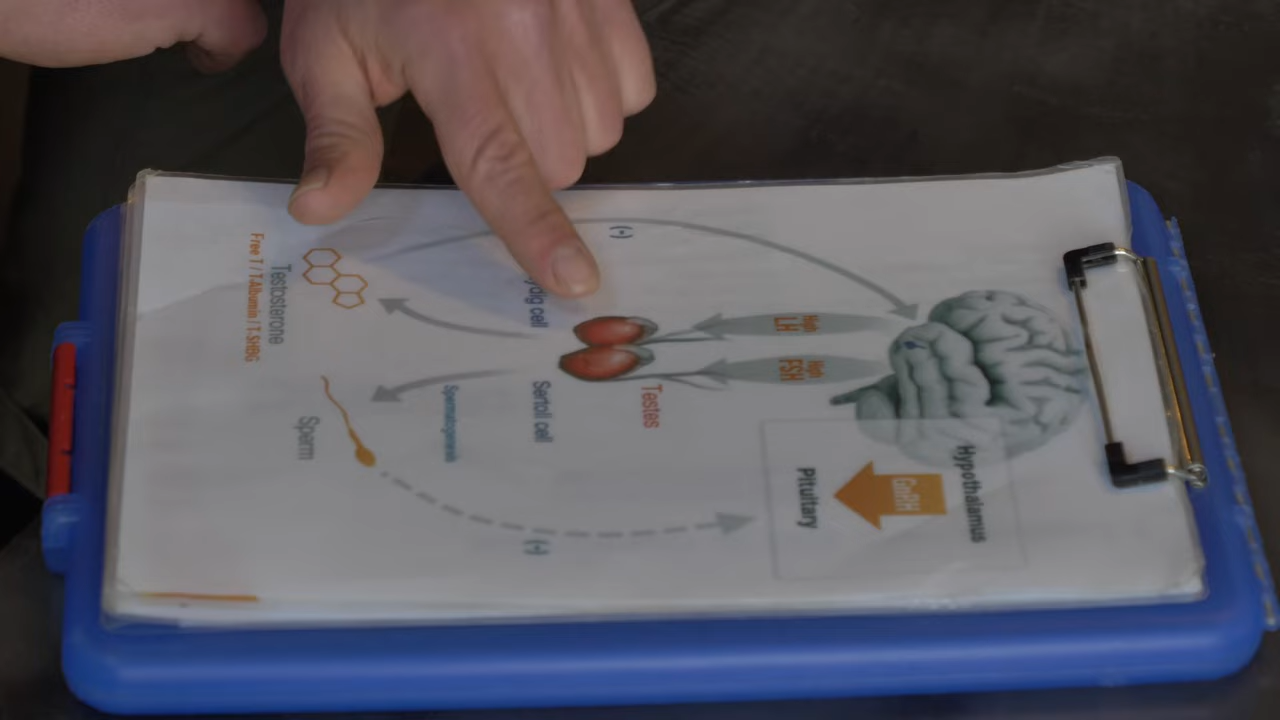 Hypothalamus
GnRH
Pituitary
High
LH
High
FSH
(-)
Testes
ydig cell
Sertoli cell
Spermatogenesis
(-)
Testosterone
Free T / T-Albumin / T-SHBG
Sperm